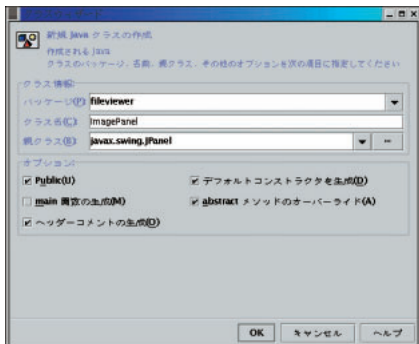 新規 Java クラスの作成
作成される Java
クラスのパッケージ、名前、親クラス、その他のオプションを次の項目に指定してください
クラス情報:
パッケージ(P): fileviewer
クラス名(C): ImagePanel
親クラス(B): javax.swing.JPanel ...
オプション:
Public(U) デフォルトコンストラクタを生成(D)
main 関数の生成(M) abstract メソッドのオーバーライド(A)
ヘッダーコメントの生成(O)
OK キャンセル ヘルプ